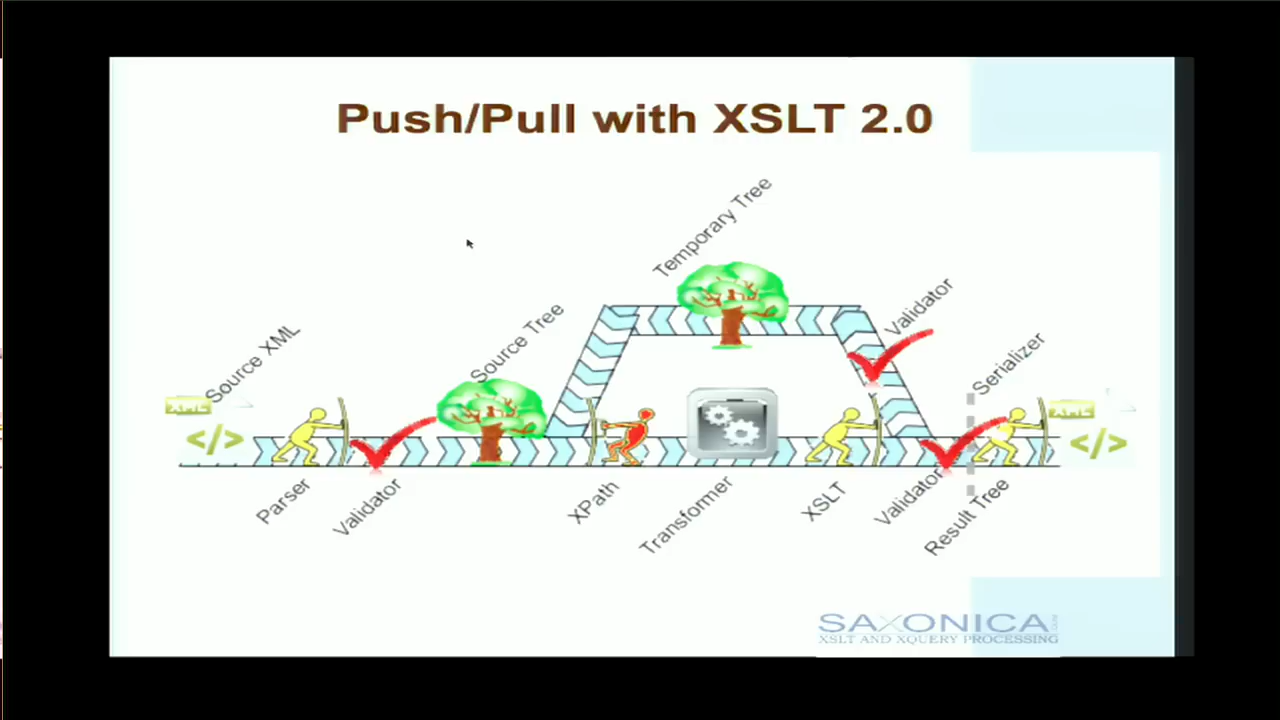 Push/Pull with XSLT 2.0
Temporary Tree
Validator
Source Tree
Source XML
Serializer
XML
</>
XML
</>
Parser
Validator
XPath
Transformer
XSLT
Validator
Result Tree
SAXONICA
XSLT AND XQUERY PROCESSING